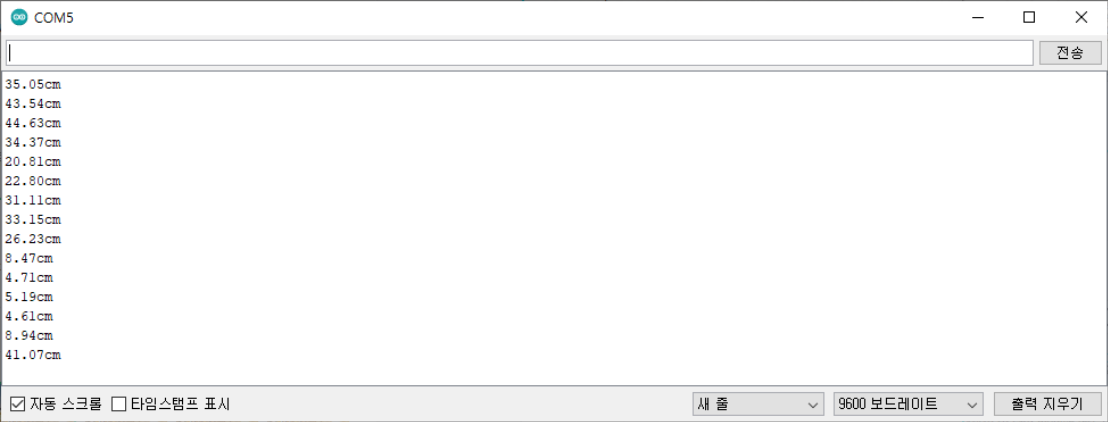 COM5
전송
35.05cm
43.54cm
44.63cm
34.37cm
20.81cm
22.80cm
31.11cm
33.15cm
26.23cm
8.47cm
4.71cm
5.19cm
4.61cm
8.94cm
41.07cm
자동 스크롤 타임스탬프 표시 새 줄 9600 보드레이트 출력 지우기